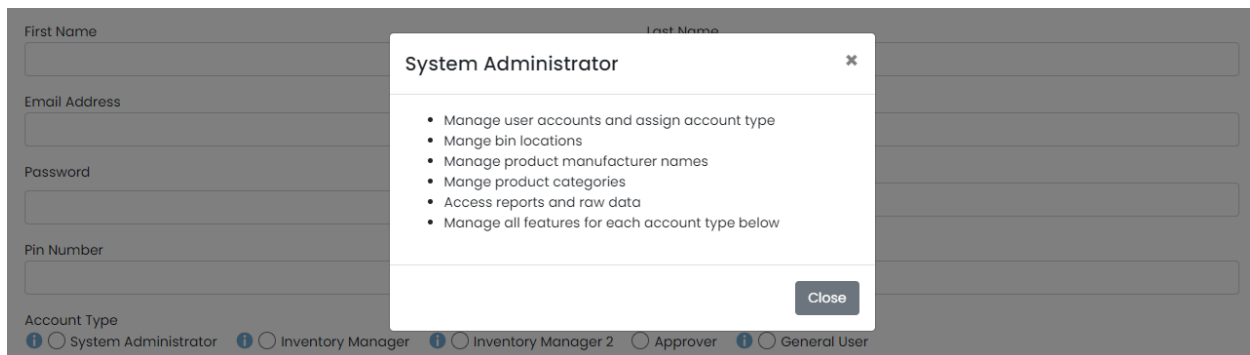 First Name
Last Name
System Administrator
Email Address
• Manage user accounts and assign account type
• Mange bin locations
• Manage product manufacturer names
Password
• Mange product categories
• Access reports and raw data
• Manage all features for each account type below
Pin Number
Close
Account Type
System Administrator Inventory Manager Inventory Manager 2 Approver General User